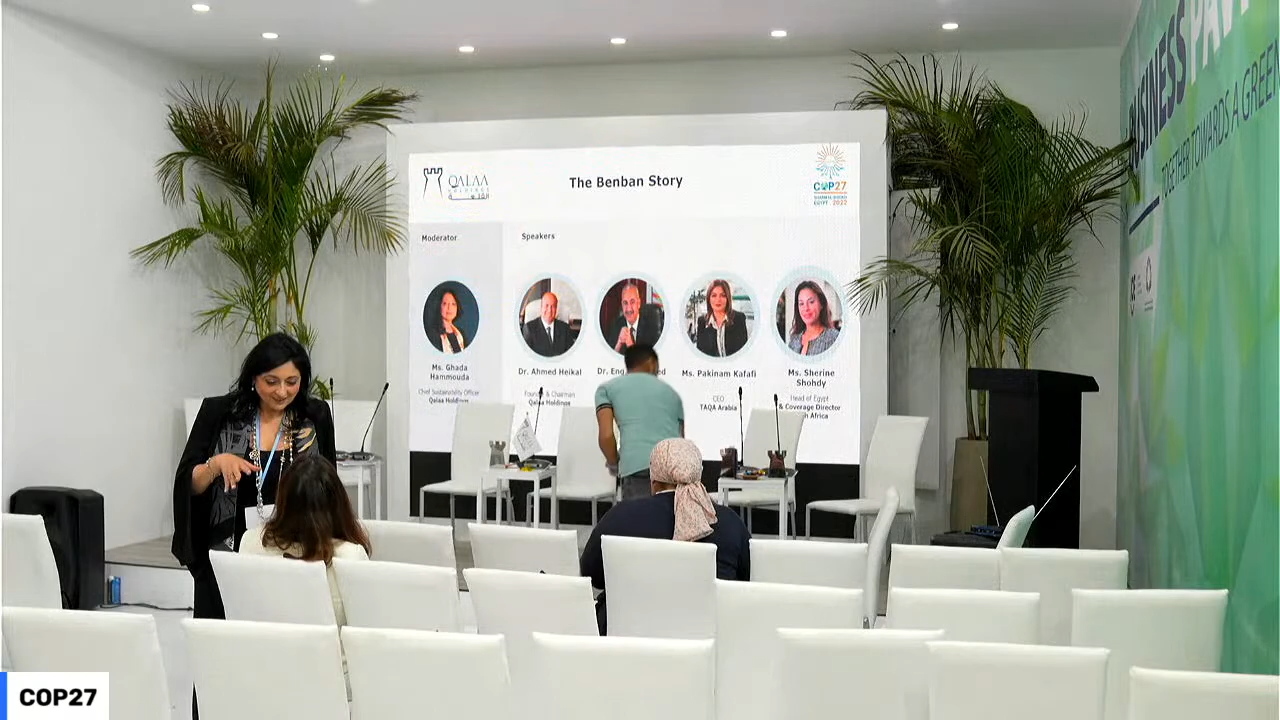 BUSINESS PAV
TOGETHER TOWARDS A GREEN
QALAA
HOLDINGS
The Benban Story
COP27
SHARM EL-SHEIKH
EGYPT 2022
Moderator
Speakers
Ms. Ghada
Hammouda
Chief Sustainability Officer
Qalaa Holdings
Dr. Ahmed Heikal
Founder & Chairman
Qalaa Holdings
Dr. Eng
Ms. Pakinam Kafafi
CEO
TAQA Arabia
Ms. Sherine
Shohdy
Head of Egypt
& Coverage Director
Africa
COP27